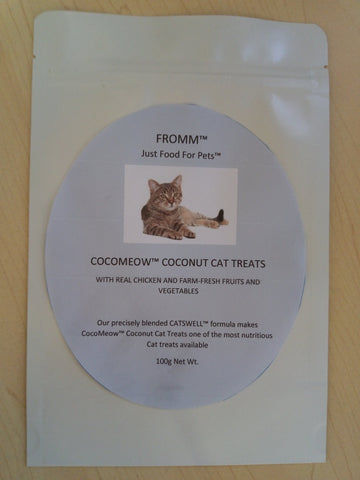 FROMM™
Just Food For Pets™
COCOMEOW™ COCONUT CAT TREATS
WITH REAL CHICKEN AND FARM-FRESH FRUITS AND
VEGETABLES
Our precisely blended CATSWELL™ formula makes
CocoMeow™ Coconut Cat Treats one of the most nutritious
Cat treats available
100g Net Wt.